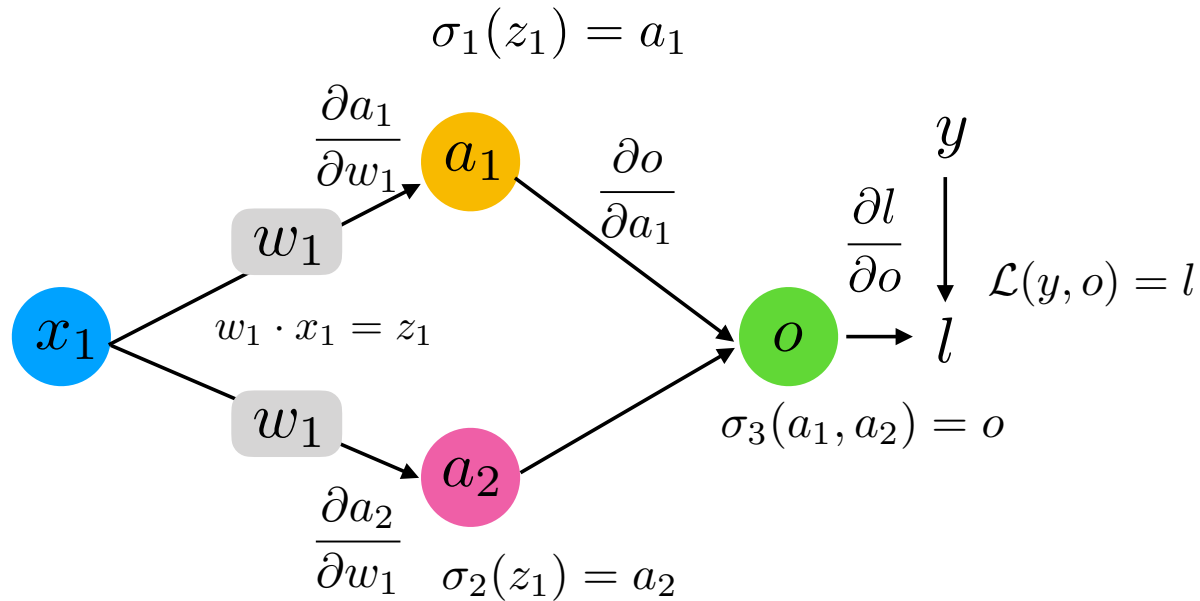 σ₁(z₁) = a₁
∂a₁/∂w₁
a₁
∂o/∂a₁
y
w₁
∂l/∂o
ℒ(y, o) = l
x₁
w₁ · x₁ = z₁
o
l
w₁
σ₃(a₁, a₂) = o
a₂
∂a₂/∂w₁
σ₂(z₁) = a₂